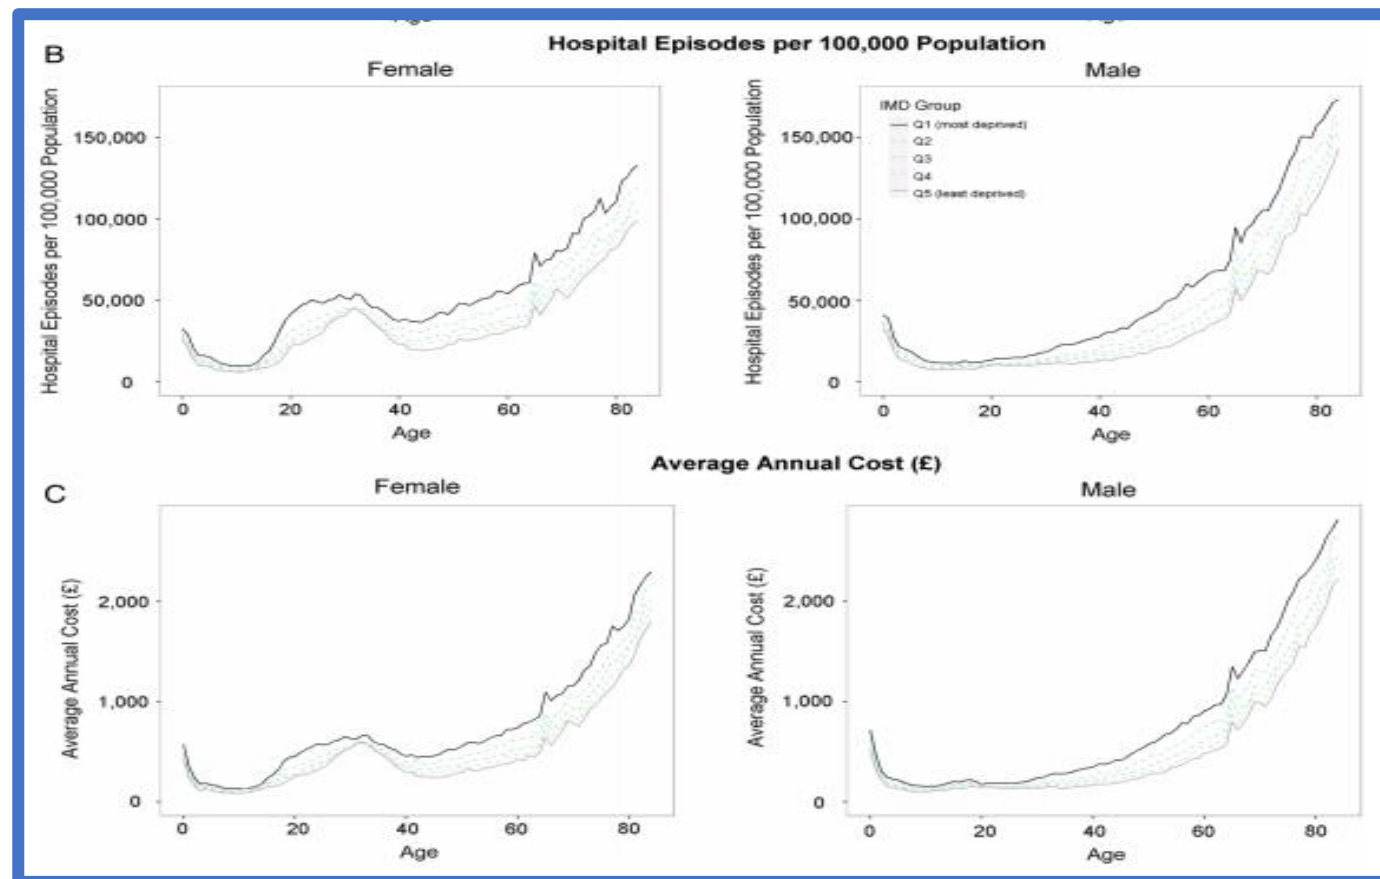 B
Hospital Episodes per 100,000 Population
Female
Male
Hospital Episodes per 100,000 Population
150,000
100,000
50,000
0
0 20 40 60 80
Age
Hospital Episodes per 100,000 Population
150,000
100,000
50,000
0
IMD Group
Q1 (most deprived)
Q2
Q3
Q4
Q5 (least deprived)
0 20 40 60 80
Age
Average Annual Cost (£)
C
Female
Male
Average Annual Cost (£)
2,000
1,000
0
0 20 40 60 80
Age
Average Annual Cost (£)
2,000
1,000
0
0 20 40 60 80
Age